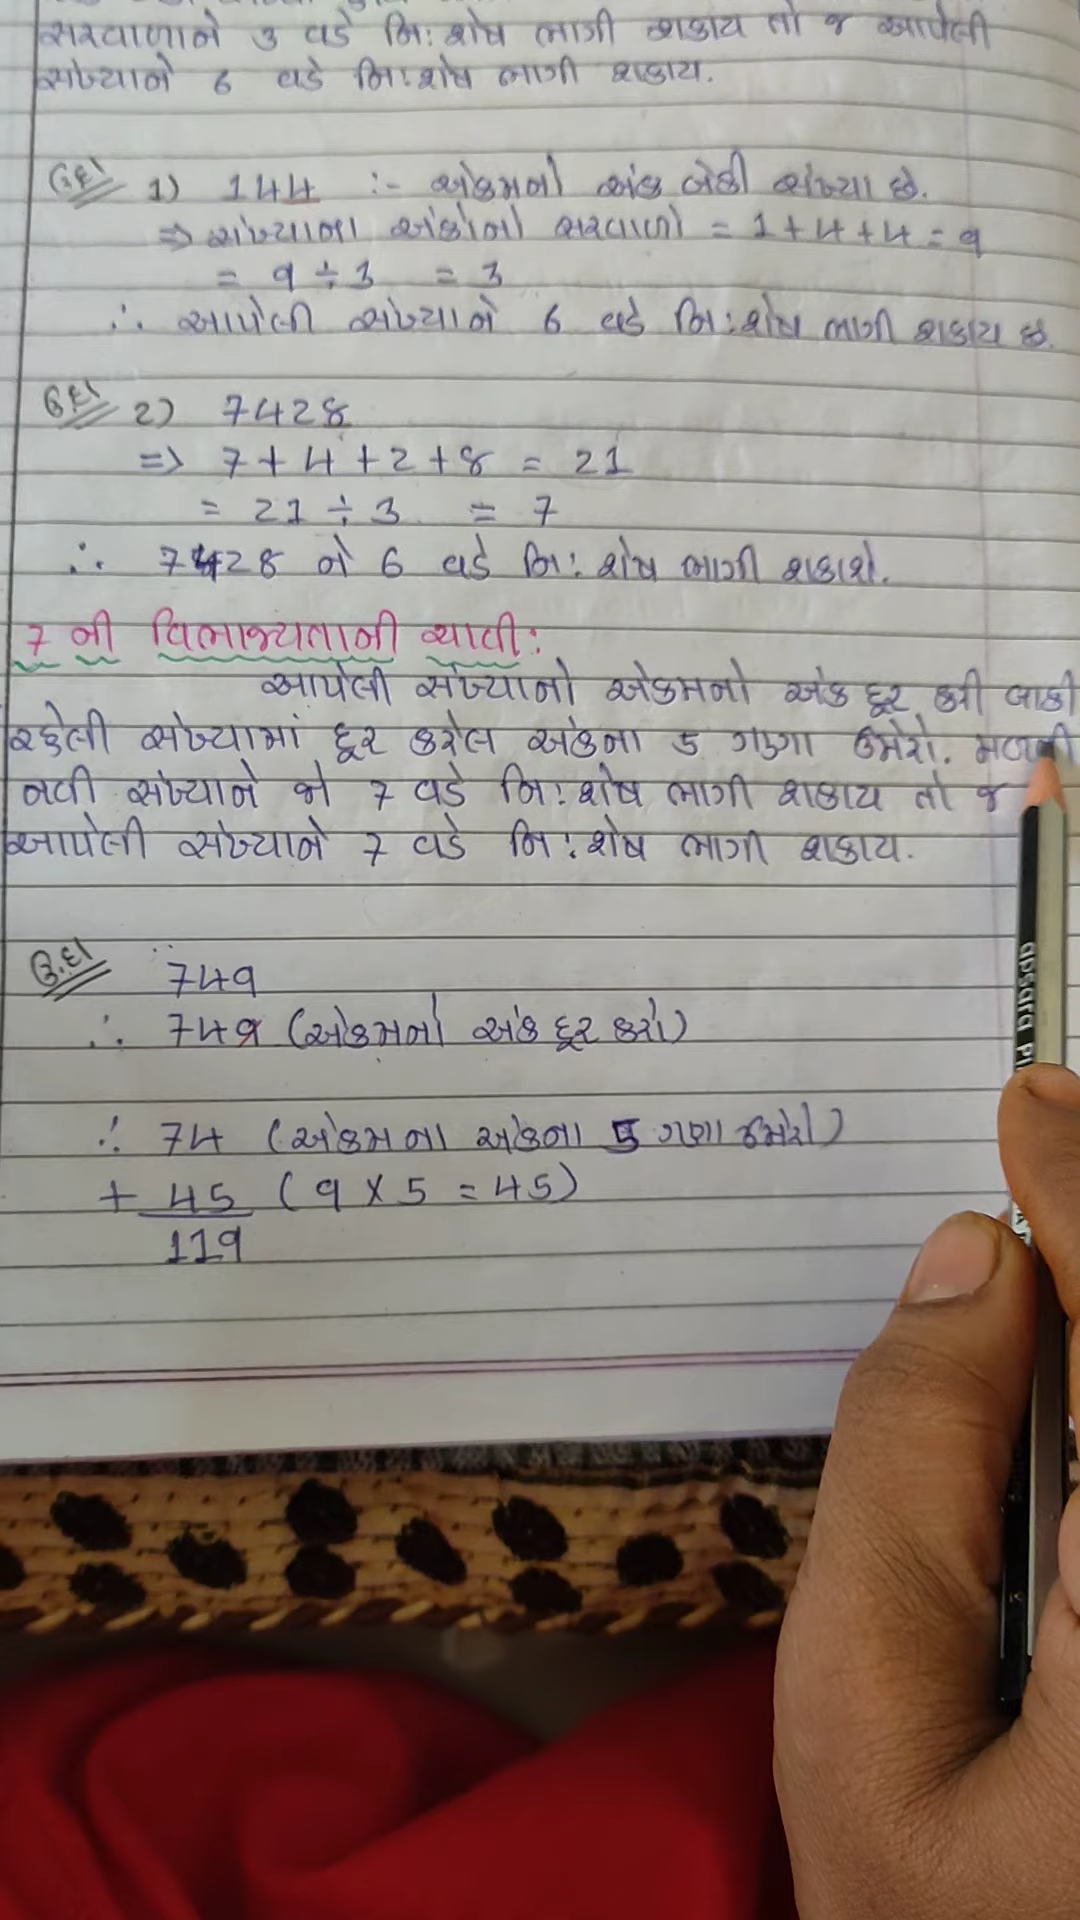 સરવાળાને 3 વડે નિ:શેષ ભાગી શકાય તો જ આપેલી
સંખ્યાને 6 વડે નિ:શેષ ભાગી શકાય.
ઉદા 1) 144 :- એકમનો અંક બેકી સંખ્યા છે.
⇒ સંખ્યાના અંકોનો સરવાળો = 1 + 4 + 4 = 9
= 9 ÷ 3 = 3
∴ આપેલી સંખ્યાને 6 વડે નિ:શેષ ભાગી શકાય છે.
ઉદા 2) 7428
⇒ 7 + 4 + 2 + 8 = 21
= 21 ÷ 3 = 7
∴ 7428 ને 6 વડે નિ:શેષ ભાગી શકાશે.
7 ની વિભાજ્યતાની ચાવી:
આપેલી સંખ્યાનો એકમનો અંક દૂર કરી બાકી
રહેલી સંખ્યામાં દૂર કરેલ અંકના 5 ગણા ઉમેરો.
નવી સંખ્યાને જો 7 વડે નિ:શેષ ભાગી શકાય તો જ
આપેલી સંખ્યાને 7 વડે નિ:શેષ ભાગી શકાય.
ઉ.દા 749
∴ 749 (એકમનો અંક દૂર કરો)
∴ 74 (એકમના અંકના 5 ગણા ઉમેરો)
+ 45 (9 X 5 = 45)
119
apsara